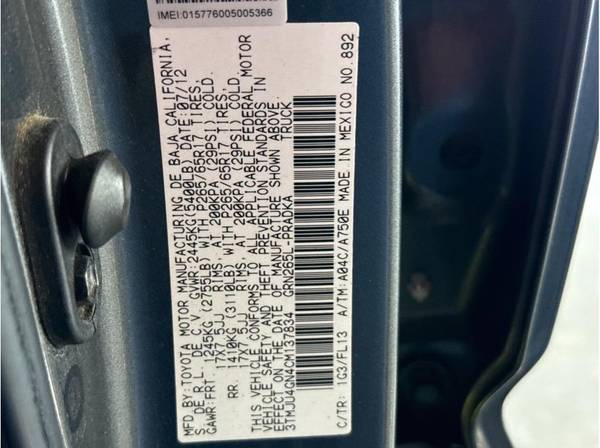 IMEI:015776005005366
MFD.BY:TOYOTA MOTOR MANUFACTURING DE BAJA CALIFORNIA,
S. DE R.L. DE C.V. GVWR:2445KG(5400LB) DATE:07/12
GAWR:FRT. 1245KG (2755LB) WITH P265/65R17 TIRES,
17X7.5JJ RIMS, AT 200KPA (29PSI) COLD.
RR. 1410KG (3110LB) WITH P265/65R17 TIRES,
17X7.5JJ RIMS, AT 200KPA (29PSI) COLD.
THIS VEHICLE CONFORMS TO ALL APPLICABLE FEDERAL MOTOR
VEHICLE SAFETY AND THEFT PREVENTION STANDARDS IN
EFFECT ON THE DATE OF MANUFACTURE SHOWN ABOVE.
3TMJU4GN4CM137834 GRN265L-PRADKA TRUCK
C/TR: 1G3/FL13 A/TM:A04C/A750E MADE IN MEXICO NO.892